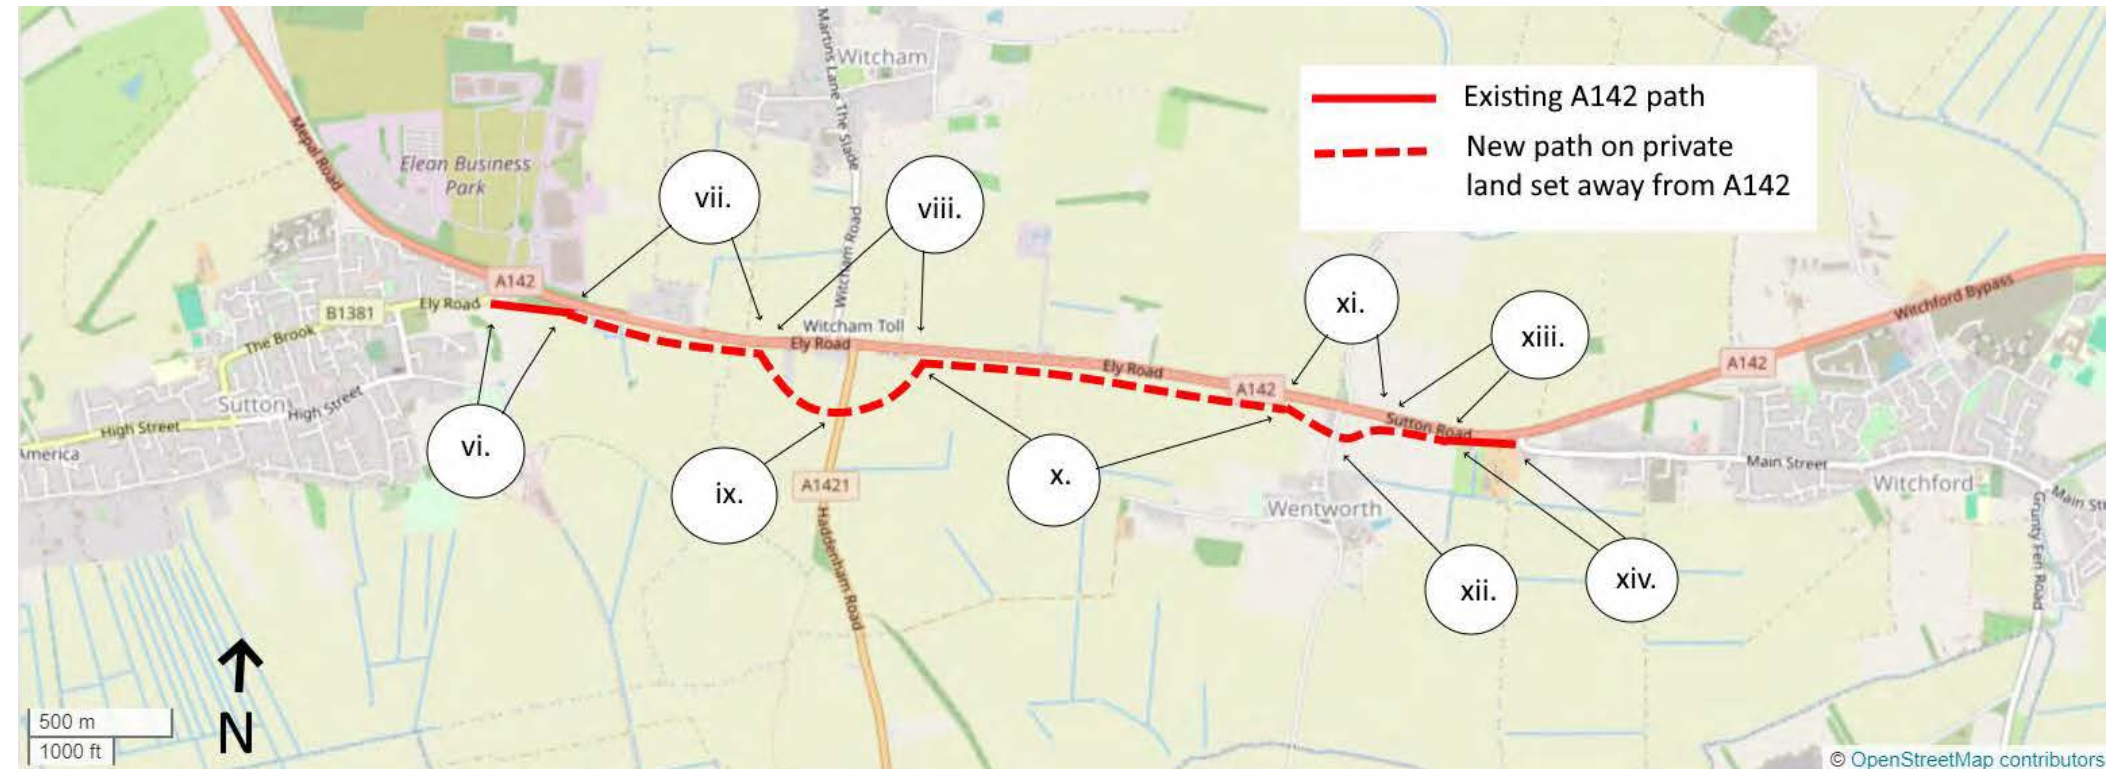 Martins Lane The Slade
Witcham
Existing A142 path
New path on private
land set away from A142
Mepal Road
Elean Business
Park
vii.
viii.
Witcham Road
A142
Ely Road
B1381
The Brook
Witcham Toll
Ely Road
xi.
xiii.
Witchford Bypass
A142
Ely Road
A142
Sutton Road
Sutton
High Street
High Street
America
vi.
ix.
A1421
x.
Haddenham Road
Wentworth
xii.
xiv.
Main Street
Witchford
Main St
Grunty Fen Road
500 m
1000 ft
N
© OpenStreetMap contributors